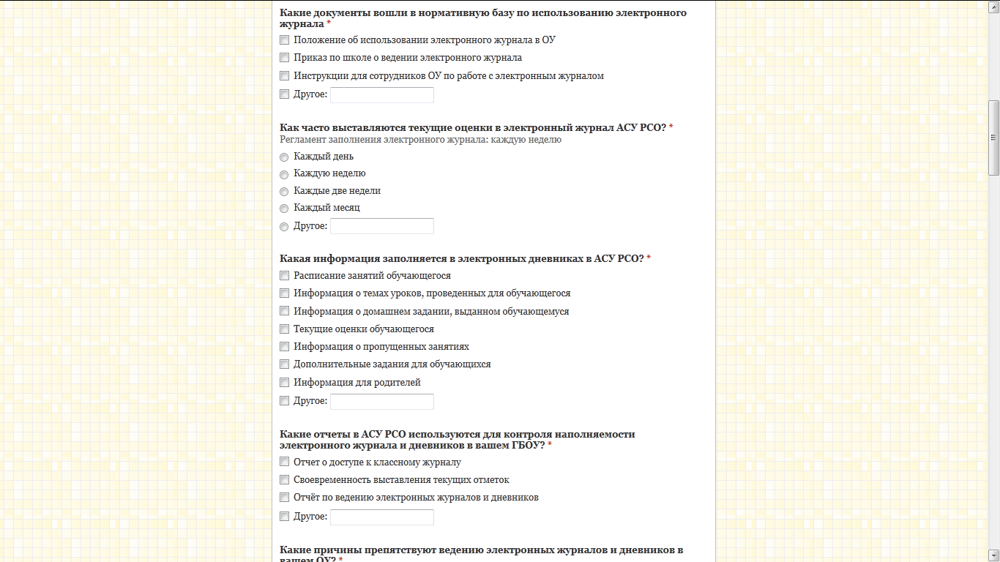 Какие документы вошли в нормативную базу по использованию электронного
журнала *
Положение об использовании электронного журнала в ОУ
Приказ по школе о ведении электронного журнала
Инструкции для сотрудников ОУ по работе с электронным журналом
Другое:
Как часто выставляются текущие оценки в электронный журнал АСУ РСО? *
Регламент заполнения электронного журнала: каждую неделю
Каждый день
Каждую неделю
Каждые две недели
Каждый месяц
Другое:
Какая информация заполняется в электронных дневниках в АСУ РСО? *
Расписание занятий обучающегося
Информация о темах уроков, проведенных для обучающегося
Информация о домашнем задании, выданном обучающемуся
Текущие оценки обучающегося
Информация о пропущенных занятиях
Дополнительные задания для обучающихся
Информация для родителей
Другое:
Какие отчеты в АСУ РСО используются для контроля наполняемости
электронного журнала и дневников в вашем ГБОУ? *
Отчет о доступе к классному журналу
Своевременность выставления текущих отметок
Отчёт по ведению электронных журналов и дневников
Другое:
Какие причины препятствуют ведению электронных журналов и дневников в
вашем ОУ? *